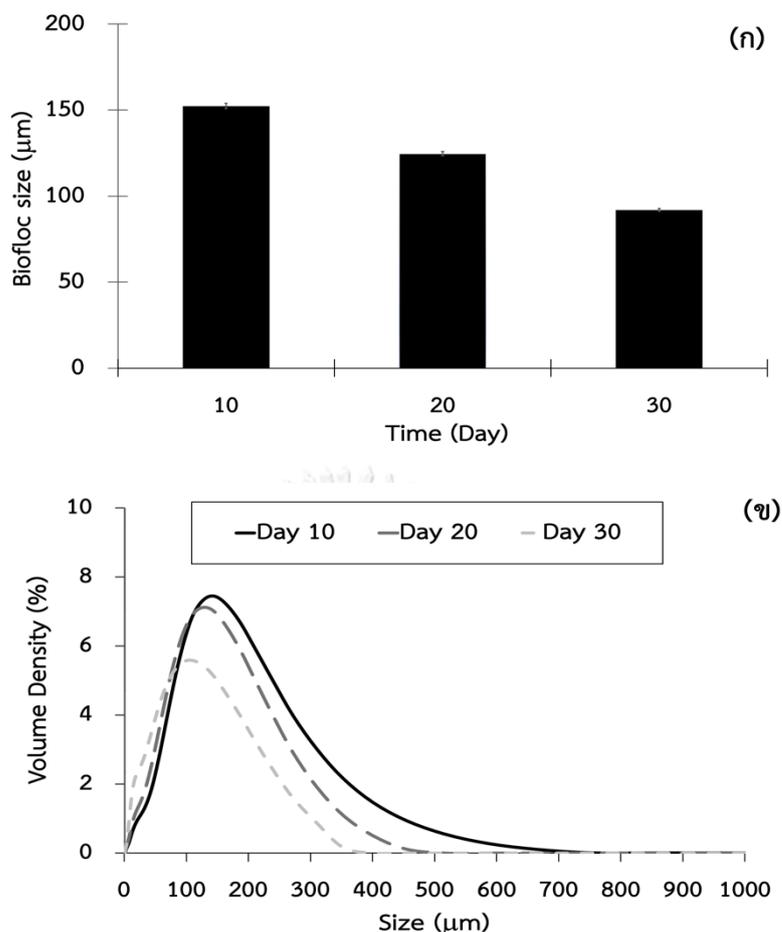 (ก)
Biofloc size (μm)
200
150
100
50
0
10 20 30
Time (Day)
(ข)
Volume Density (%)
10
8
6
4
2
0
Day 10 Day 20 Day 30
0 100 200 300 400 500 600 700 800 900 1000
Size (μm)